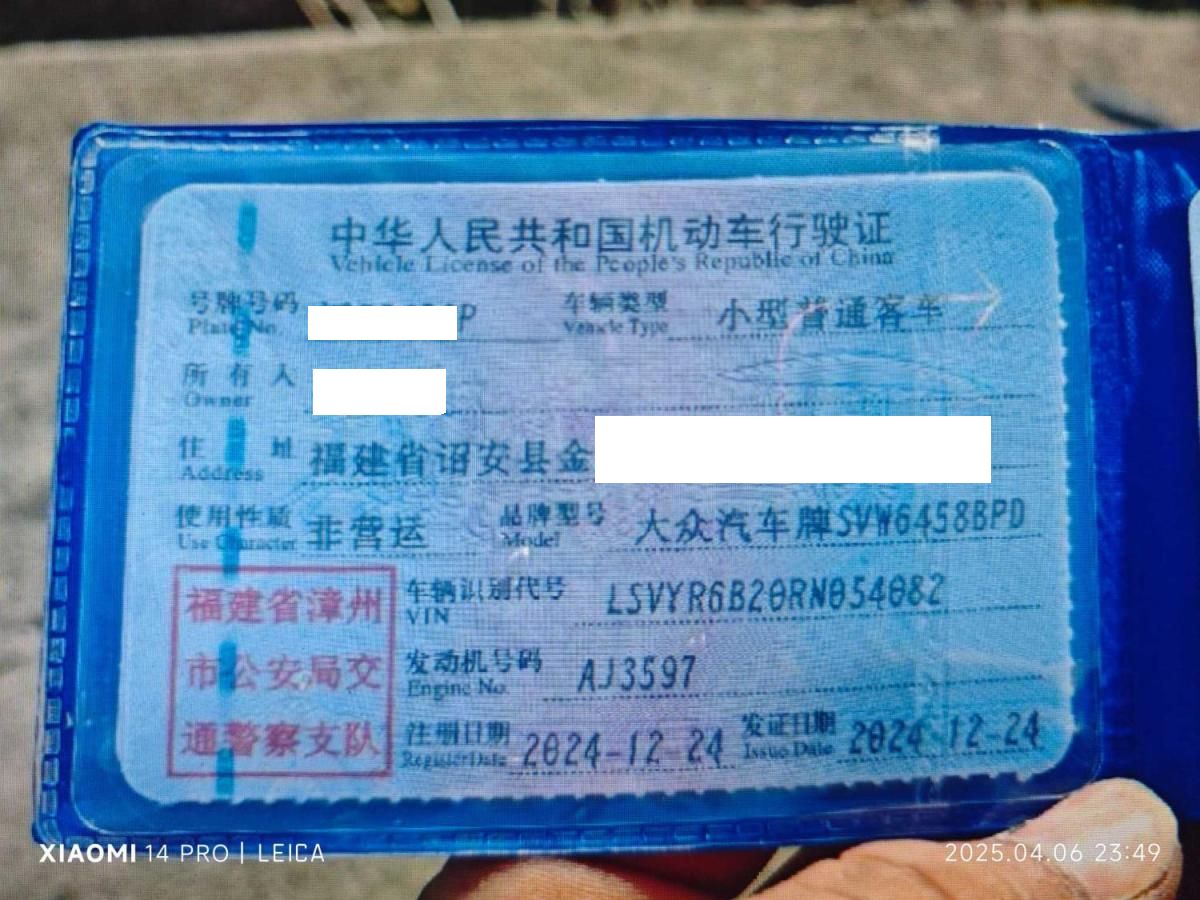 中华人民共和国机动车行驶证
Vehicle License of the People's Republic of China
号牌号码 P 车辆类型 小型普通客车
Plate No. Vehicle Type
所有人
Owner
住址 福建省诏安县金
Address
使用性质 非营运 品牌型号 大众汽车牌SVW6458BPD
Use Character Model
福建省漳州 车辆识别代号 LSVYR6B20RN054082
VIN
市公安局交 发动机号码 AJ3597
Engine No.
通警察支队 注册日期 2024-12-24 发证日期 2024-12-24
Register Date Issue Date
XIAOMI 14 PRO | LEICA 2025.04.06 23:49